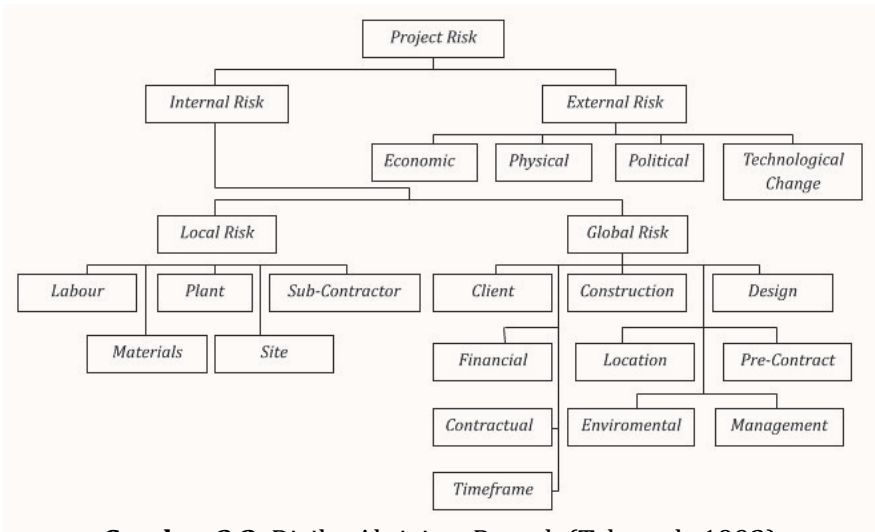 Project Risk
Internal Risk
External Risk
Economic
Physical
Political
Technological
Change
Local Risk
Global Risk
Labour
Plant
Sub-Contractor
Client
Construction
Design
Materials
Site
Financial
Location
Pre-Contract
Contractual
Enviromental
Management
Timeframe